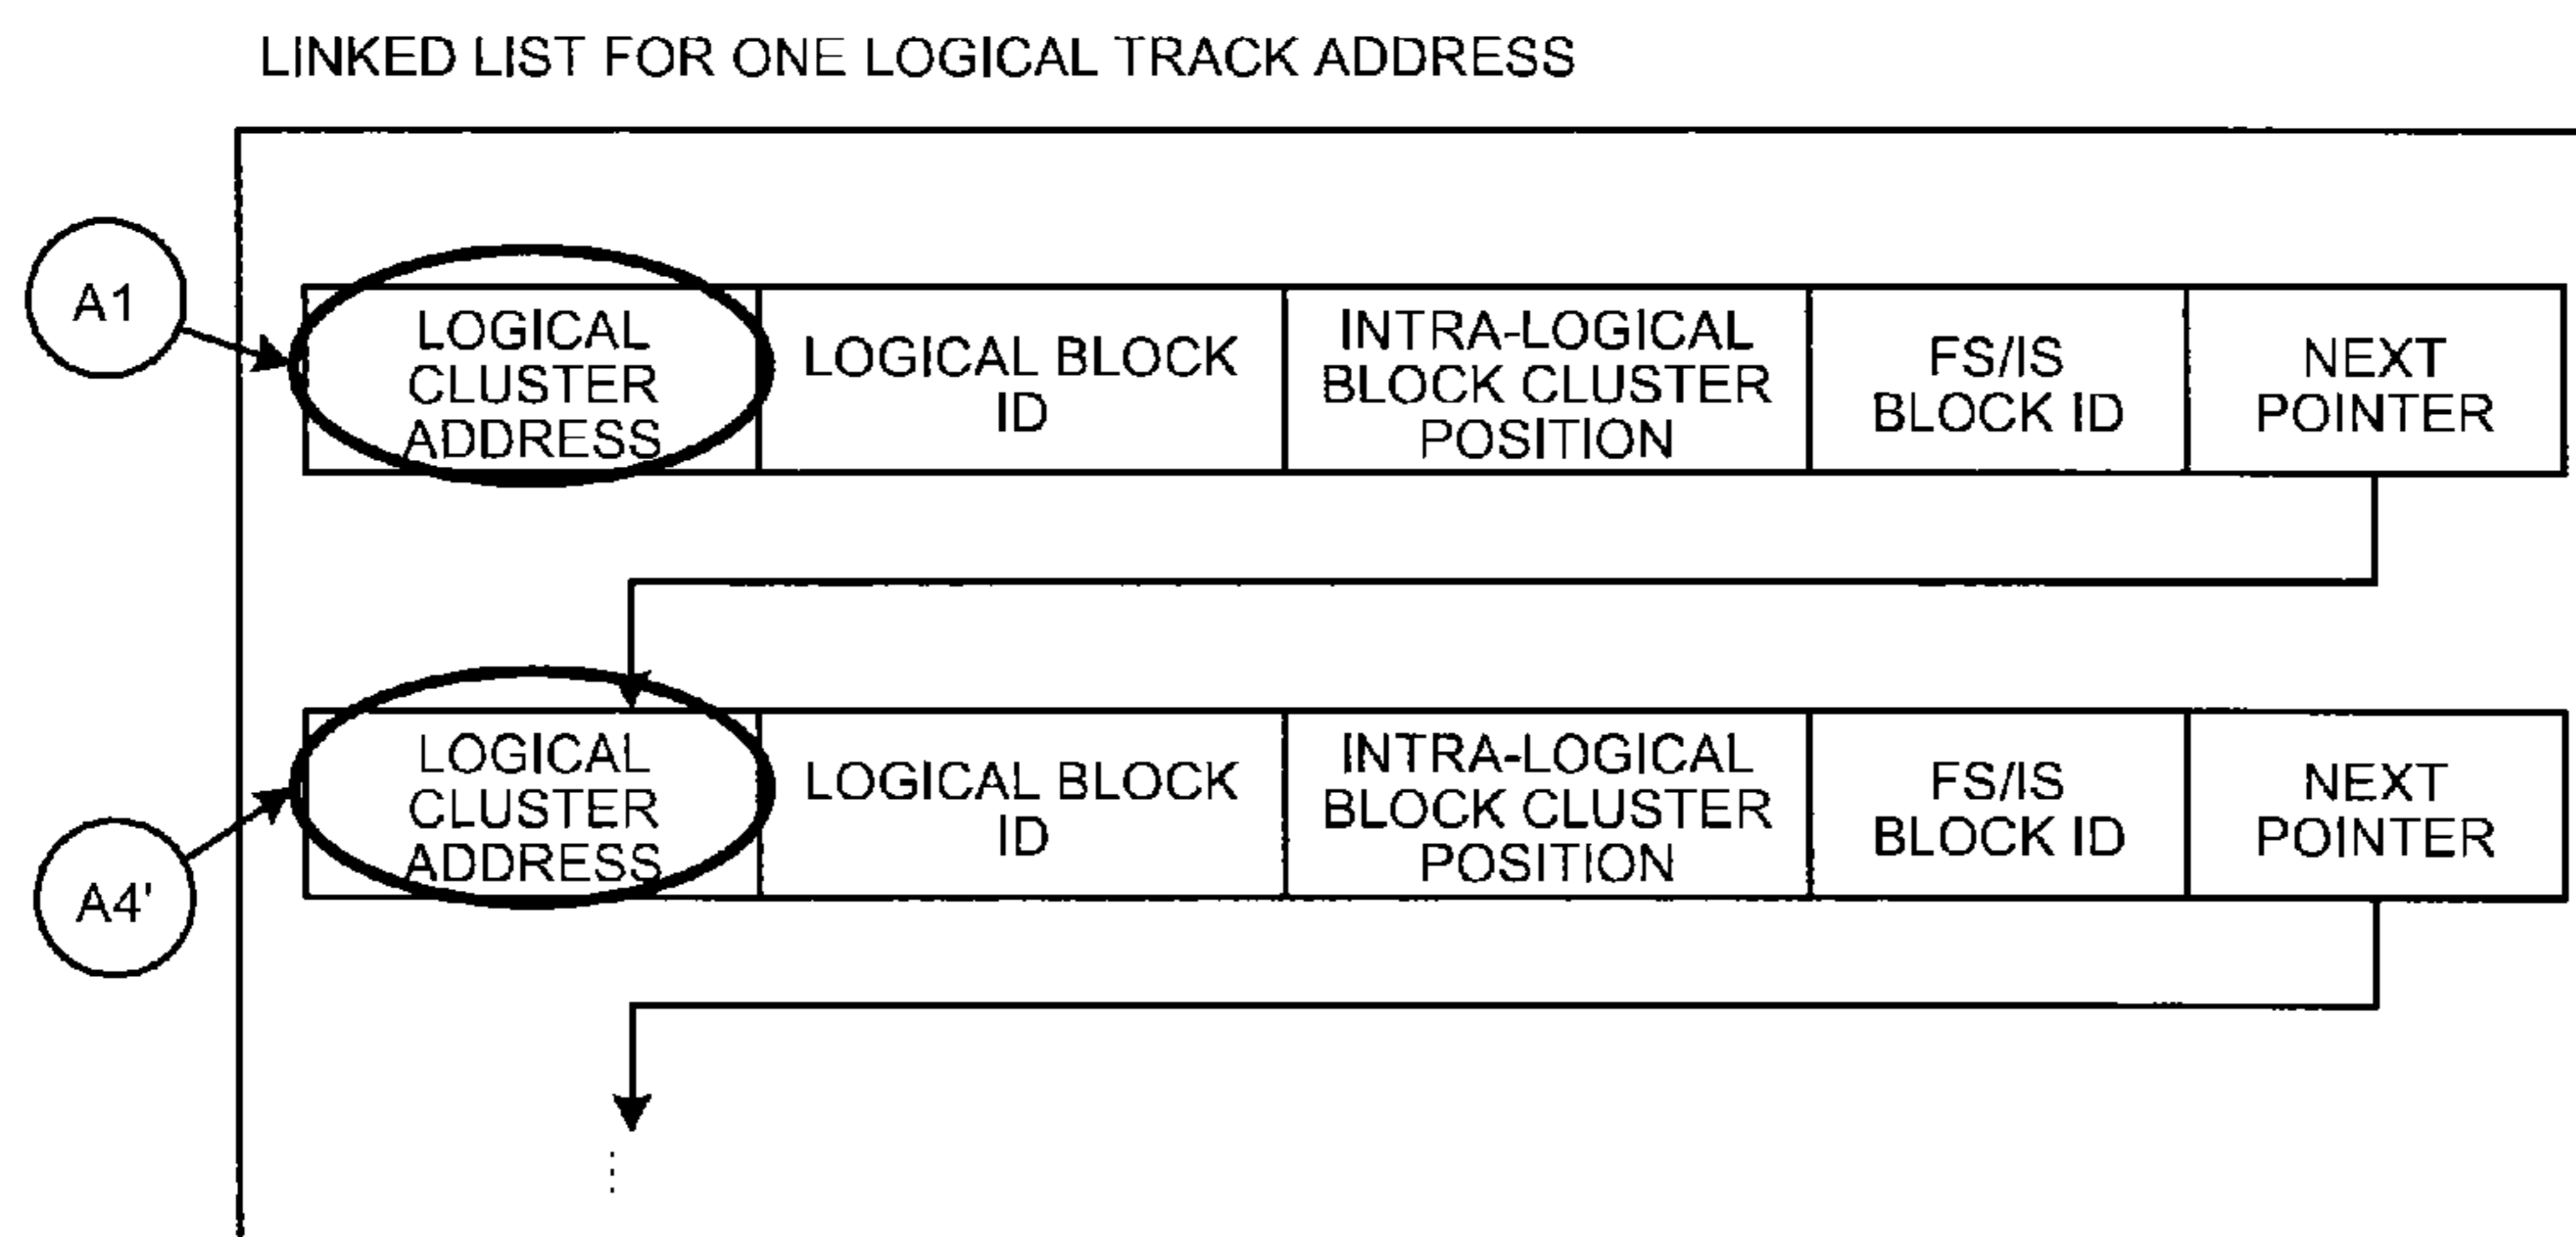 LINKED LIST FOR ONE LOGICAL TRACK ADDRESS
A1
LOGICAL
CLUSTER
ADDRESS
LOGICAL BLOCK
ID
INTRA-LOGICAL
BLOCK CLUSTER
POSITION
FS/IS
BLOCK ID
NEXT
POINTER
A4'
LOGICAL
CLUSTER
ADDRESS
LOGICAL BLOCK
ID
INTRA-LOGICAL
BLOCK CLUSTER
POSITION
FS/IS
BLOCK ID
NEXT
POINTER